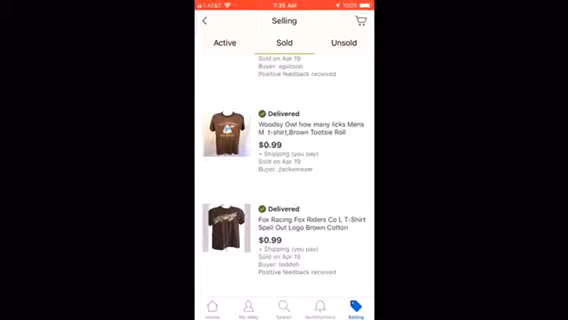 AT&T
7:35 AM
100%
Selling
Active
Sold
Unsold
Sold on Apr 19
Positive feedback received
Delivered
Woodsy Owl how many licks Mens
M t-shirt,Brown Tootsie Roll
$0.99
+ Shipping (you pay)
Sold on Apr 19
Delivered
Fox Racing Fox Riders Co L T-Shirt
Spell Out Logo Brown Cotton
$0.99
+ Shipping (you pay)
Sold on Apr 19
Buyer: toddeh
Positive feedback received
Home
My eBay
Search
Notifications
Selling